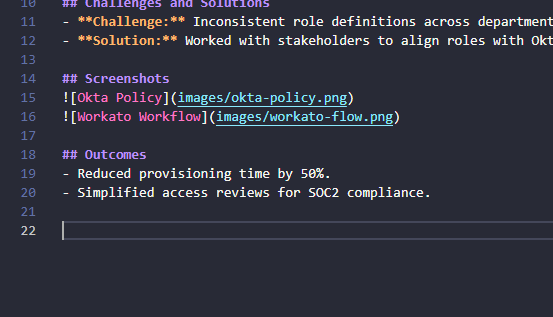 10 ## Challenges and Solutions
11 - **Challenge:** Inconsistent role definitions across department
12 - **Solution:** Worked with stakeholders to align roles with Okt
13
14 ## Screenshots
15 ![Okta Policy](images/okta-policy.png)
16 ![Workato Workflow](images/workato-flow.png)
17
18 ## Outcomes
19 - Reduced provisioning time by 50%.
20 - Simplified access reviews for SOC2 compliance.
21
22